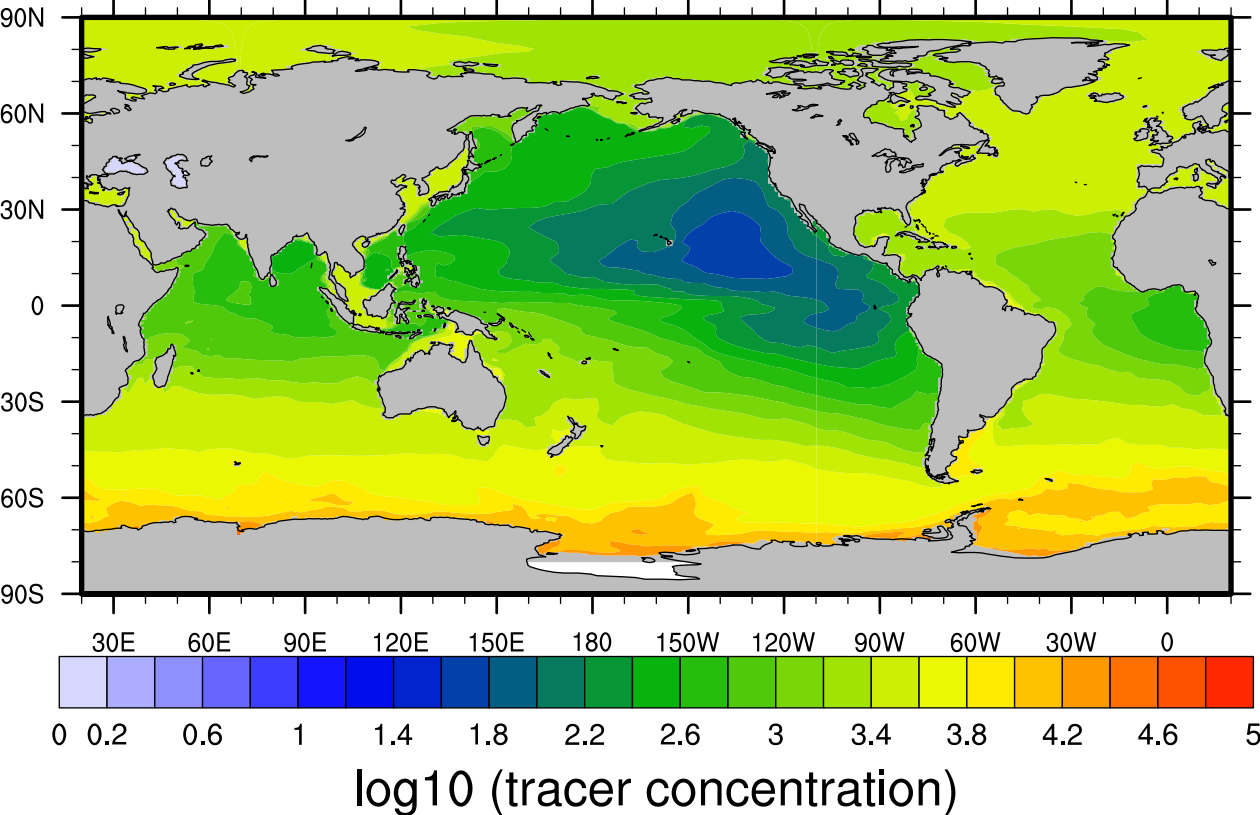 90N
60N
30N
0
30S
60S
90S
30E 60E 90E 120E 150E 180 150W 120W 90W 60W 30W 0
0 0.2 0.6 1 1.4 1.8 2.2 2.6 3 3.4 3.8 4.2 4.6 5
log10 (tracer concentration)